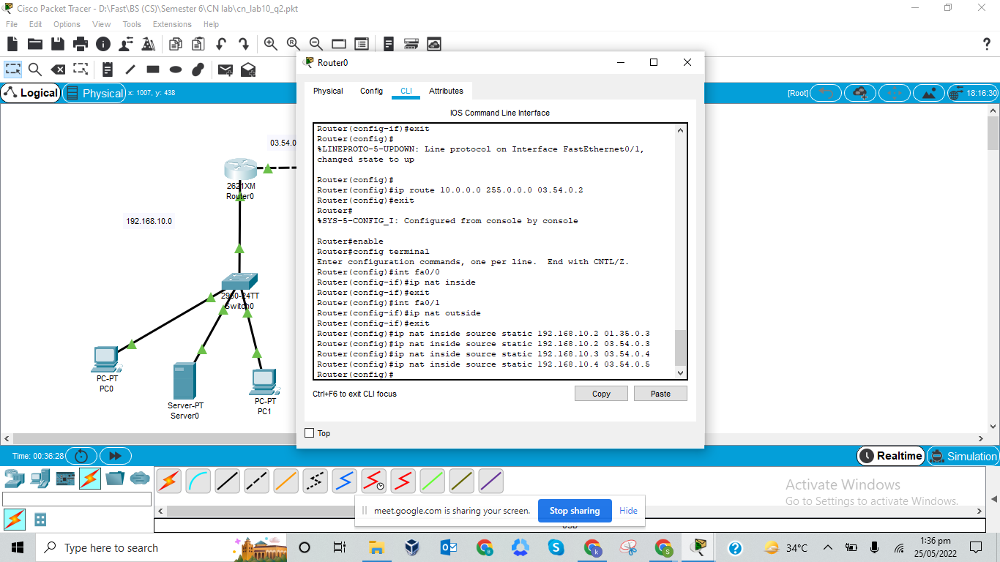 Cisco Packet Tracer - D:\Fast\BS (CS)\Semester 6\CN lab\cn_lab10_q2.pkt
File Edit Options View Tools Extensions Help
?
Router0
Logical
Physical
x: 1007, y: 438
[Root]
18:16:30
Physical Config CLI Attributes
IOS Command Line Interface
Router(config-if)#exit
Router(config)#
%LINEPROTO-5-UPDOWN: Line protocol on Interface FastEthernet0/1,
changed state to up
Router(config)#
Router(config)#ip route 10.0.0.0 255.0.0.0 03.54.0.2
Router(config)#exit
Router#
%SYS-5-CONFIG_I: Configured from console by console
Router#enable
Router#config terminal
Enter configuration commands, one per line. End with CNTL/Z.
Router(config)#int fa0/0
Router(config-if)#ip nat inside
Router(config-if)#exit
Router(config)#int fa0/1
Router(config-if)#ip nat outside
Router(config-if)#exit
Router(config)#ip nat inside source static 192.168.10.2 01.35.0.3
Router(config)#ip nat inside source static 192.168.10.2 03.54.0.3
Router(config)#ip nat inside source static 192.168.10.3 03.54.0.4
Router(config)#ip nat inside source static 192.168.10.4 03.54.0.5
Router(config)#
Ctrl+F6 to exit CLI focus
Copy
Paste
Top
03.54.0
2621XM
Router0
192.168.10.0
2950-24TT
Switch0
PC-PT
PC0
Server-PT
Server0
PC-PT
PC1
Time: 00:36:28
Realtime
Simulation
Activate Windows
Go to Settings to activate Windows.
meet.google.com is sharing your screen.
Stop sharing
Hide
USB
Type here to search
34°C
1:36 pm
25/05/2022